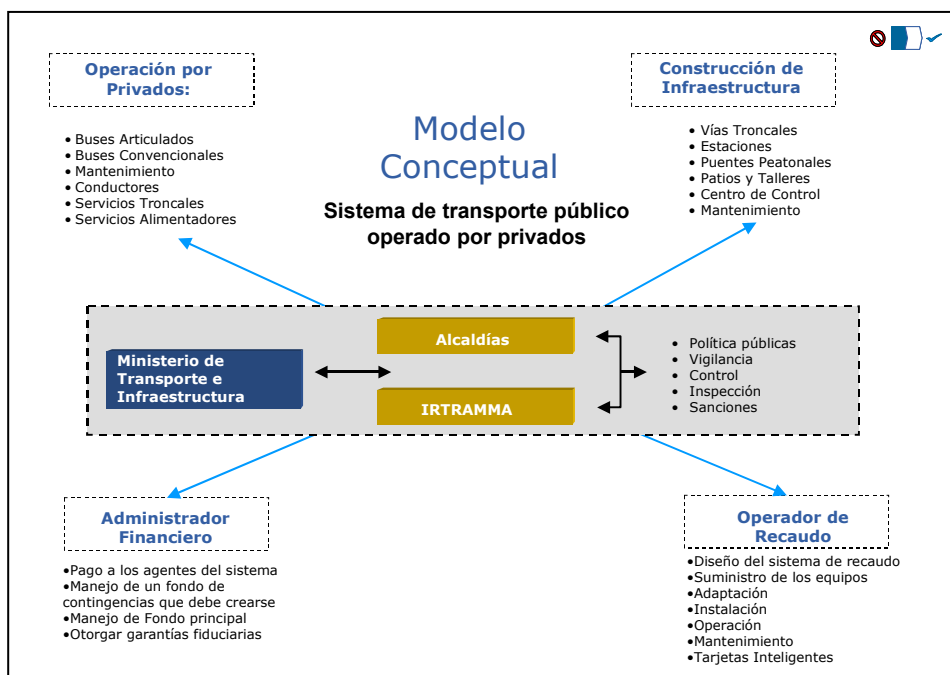 Operación por
Privados:
• Buses Articulados
• Buses Convencionales
• Mantenimiento
• Conductores
• Servicios Troncales
• Servicios Alimentadores
Modelo
Conceptual
Sistema de transporte público
operado por privados
Construcción de
Infraestructura
• Vías Troncales
• Estaciones
• Puentes Peatonales
• Patios y Talleres
• Centro de Control
• Mantenimiento
Ministerio de
Transporte e
Infraestructura
Alcaldías
IRTRAMMA
• Política públicas
• Vigilancia
• Control
• Inspección
• Sanciones
Administrador
Financiero
•Pago a los agentes del sistema
•Manejo de un fondo de
contingencias que debe crearse
•Manejo de Fondo principal
•Otorgar garantías fiduciarias
Operador de
Recaudo
•Diseño del sistema de recaudo
•Suministro de los equipos
•Adaptación
•Instalación
•Operación
•Mantenimiento
•Tarjetas Inteligentes